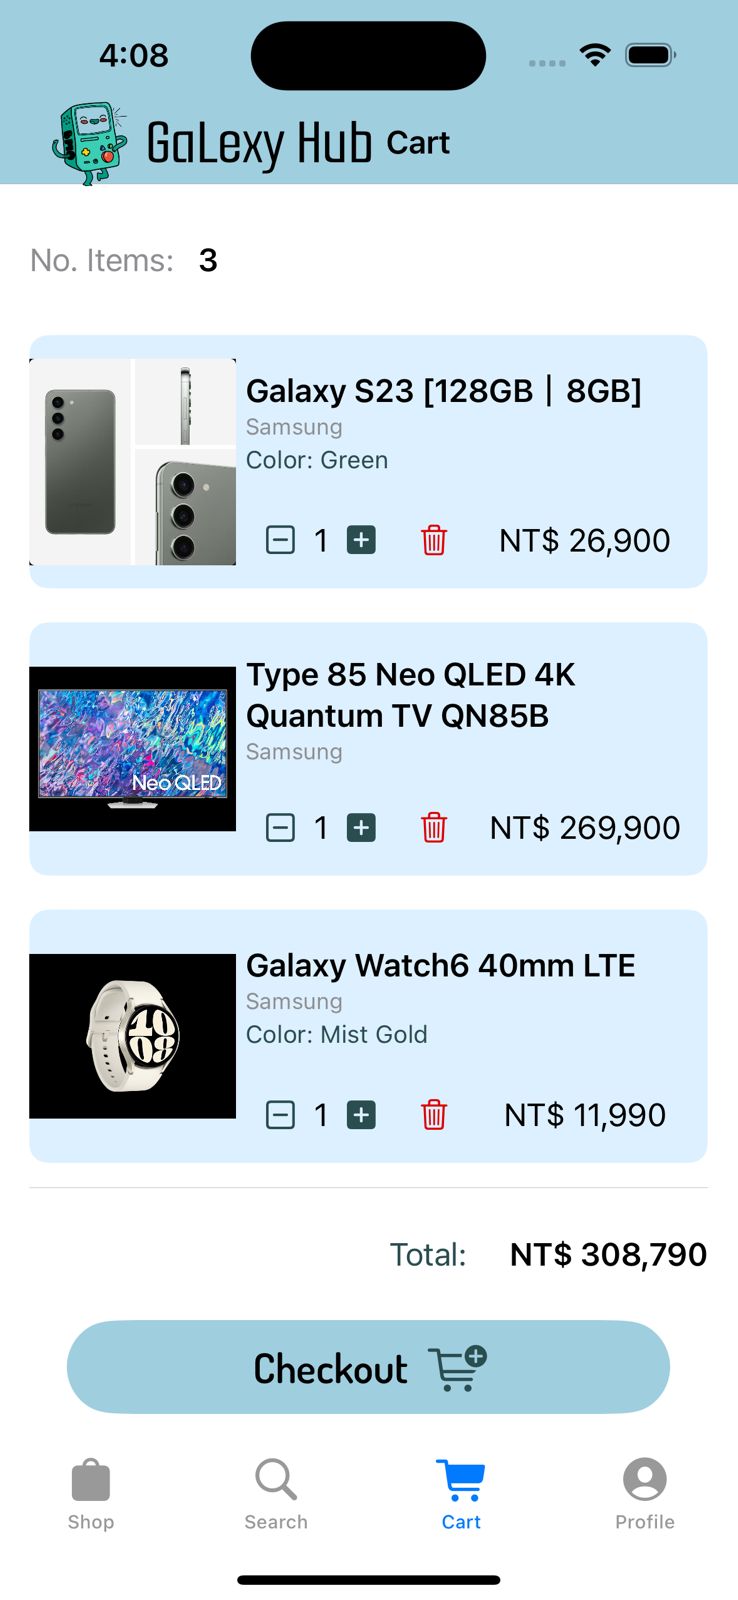 4:08
GaLexy Hub Cart
No. Items: 3
Galaxy S23 [128GB | 8GB]
Samsung
Color: Green
1 NT$ 26,900
Type 85 Neo QLED 4K
Quantum TV QN85B
Samsung
Neo QLED
1 NT$ 269,900
Galaxy Watch6 40mm LTE
Samsung
Color: Mist Gold
10
08
1 NT$ 11,990
Total: NT$ 308,790
Checkout
Shop Search Cart Profile